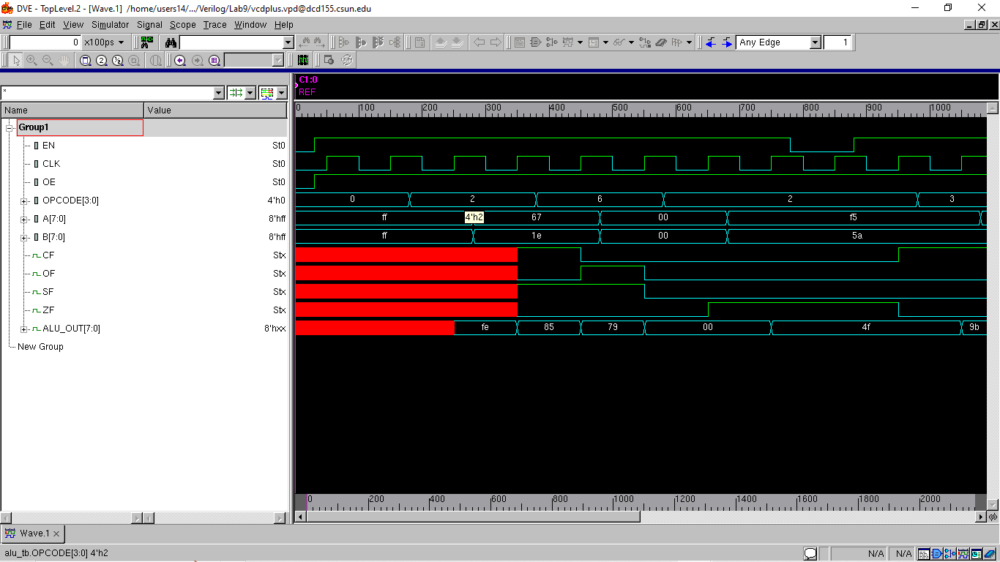 DVE - TopLevel.2 - [Wave.1] /home/users14/.../Verilog/Lab9/vcdplus.vpd@dcd155.csun.edu
File Edit View Simulator Signal Scope Trace Window Help
0 x100ps Any Edge 1
C1:0
REF
*
Name Value
0 100 200 300 400 500 600 700 800 900 1000
Group1
EN St0
CLK St0
OE St0
OPCODE[3:0] 4'h0 0 2 6 2 3
A[7:0] 8'hff ff 4'h2 67 00 f5
B[7:0] 8'hff ff 1e 00 5a
CF Stx
OF Stx
SF Stx
ZF Stx
ALU_OUT[7:0] 8'hxx fe 85 79 00 4f 9b
New Group
0 200 400 600 800 1000 1200 1400 1600 1800 2000
Wave.1
alu_tb.OPCODE[3:0] 4'h2 N/A N/A